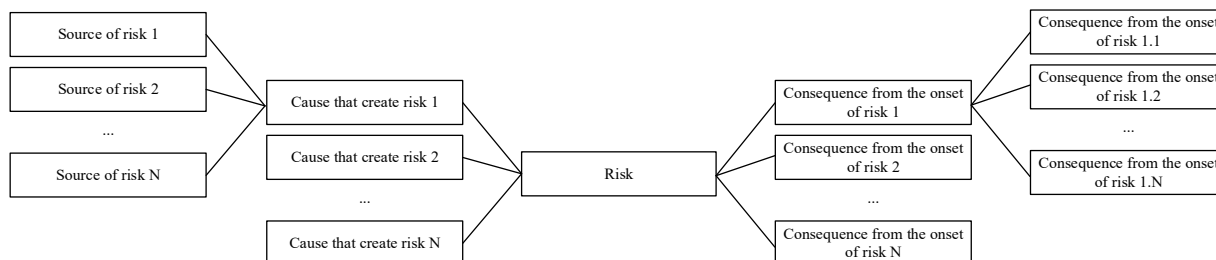 Source of risk 1
Source of risk 2
...
Source of risk N
Cause that create risk 1
Cause that create risk 2
...
Cause that create risk N
Risk
Consequence from the onset
of risk 1
Consequence from the onset
of risk 2
...
Consequence from the onset
of risk N
Consequence from the onset
of risk 1.1
Consequence from the onset
of risk 1.2
...
Consequence from the onset
of risk 1.N